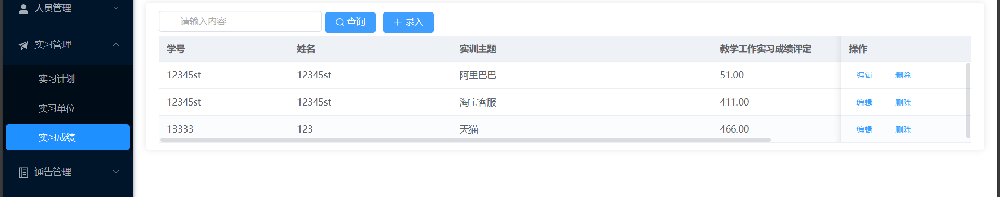 人员管理
实习管理
实习计划
实习单位
实习成绩
通告管理
请输入内容 查询 录入
学号 姓名 实训主题 教学工作实习成绩评定 操作
12345st 12345st 阿里巴巴 51.00 编辑 删除
12345st 12345st 淘宝客服 411.00 编辑 删除
13333 123 天猫 466.00 编辑 删除